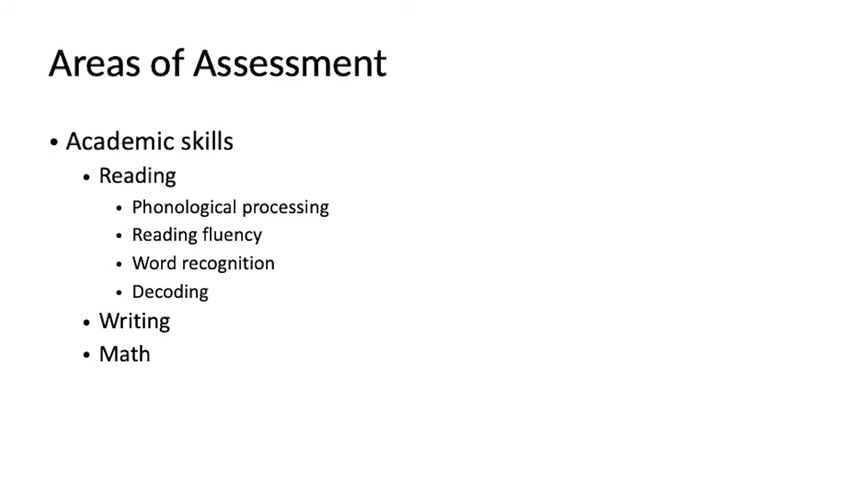 Areas of Assessment
• Academic skills
• Reading
• Phonological processing
• Reading fluency
• Word recognition
• Decoding
• Writing
• Math